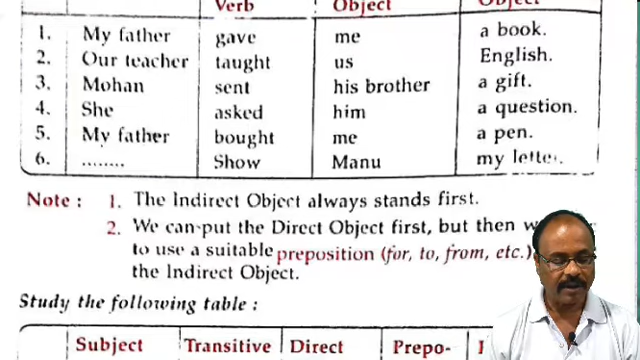 Verb Object Object
1. My father gave me a book.
2. Our teacher taught us English.
3. Mohan sent his brother a gift.
4. She asked him a question.
5. My father bought me a pen.
6. ........ Show Manu my letter.
Note : 1. The Indirect Object always stands first.
2. We can put the Direct Object first, but then
to use a suitable preposition (for, to, from, etc.)
the Indirect Object.
Study the following table :
Subject Transitive Direct Prepo-